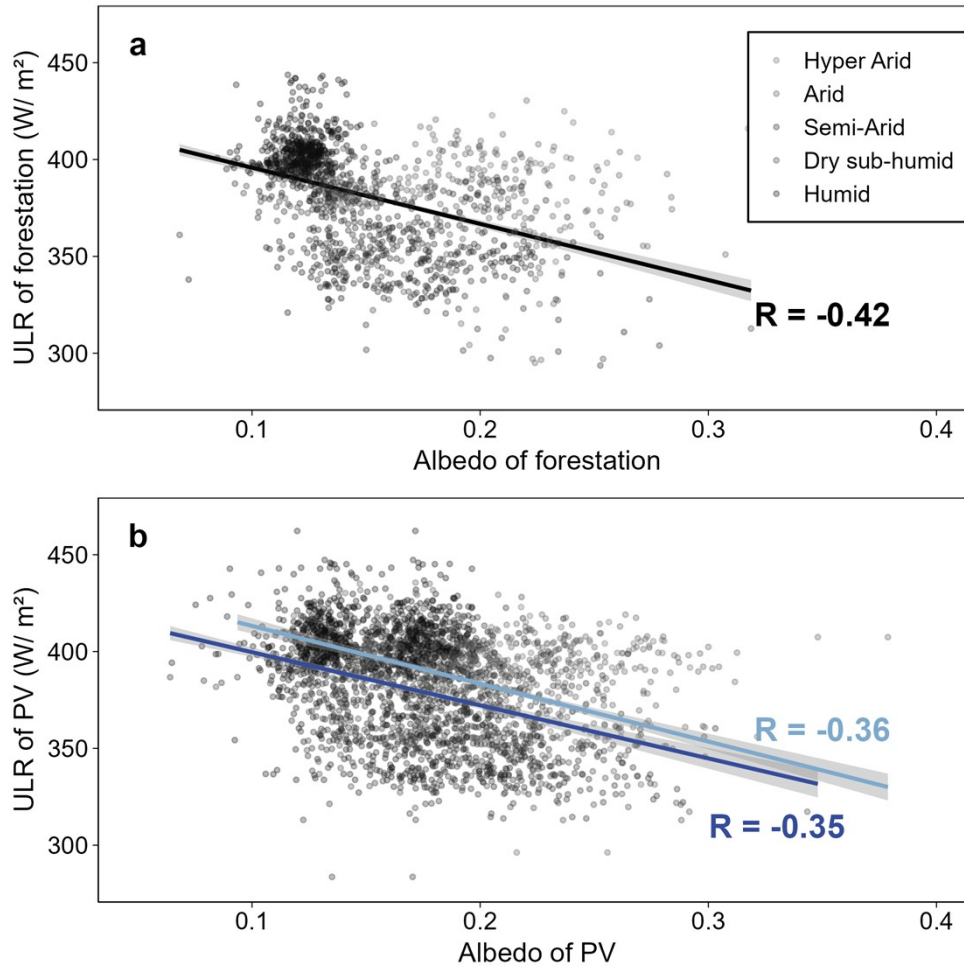 a
Hyper Arid
Arid
Semi-Arid
Dry sub-humid
Humid
450
400
350
300
ULR of forestation (W/ m²)
R = -0.42
0.1 0.2 0.3 0.4
Albedo of forestation
b
450
400
350
300
ULR of PV (W/ m²)
R = -0.36
R = -0.35
0.1 0.2 0.3 0.4
Albedo of PV